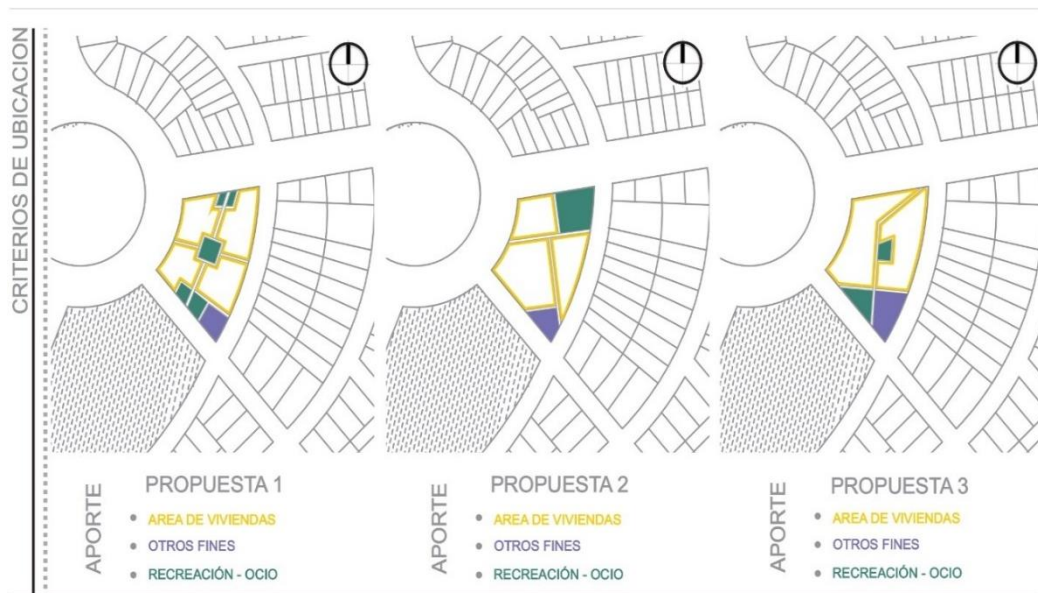 CRITERIOS DE UBICACION
APORTE
PROPUESTA 1
AREA DE VIVIENDAS
OTROS FINES
RECREACIÓN - OCIO
APORTE
PROPUESTA 2
AREA DE VIVIENDAS
OTROS FINES
RECREACIÓN - OCIO
APORTE
PROPUESTA 3
AREA DE VIVIENDAS
OTROS FINES
RECREACIÓN - OCIO